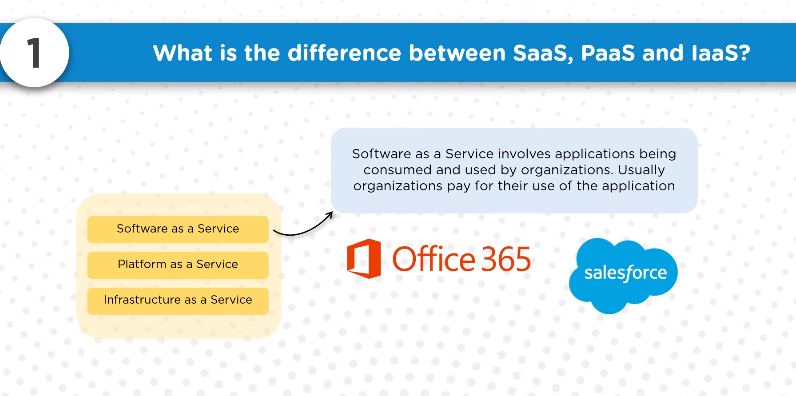 1
What is the difference between SaaS, PaaS and IaaS?
Software as a Service involves applications being
consumed and used by organizations. Usually
organizations pay for their use of the application
Software as a Service
Platform as a Service
Infrastructure as a Service
Office 365
salesforce